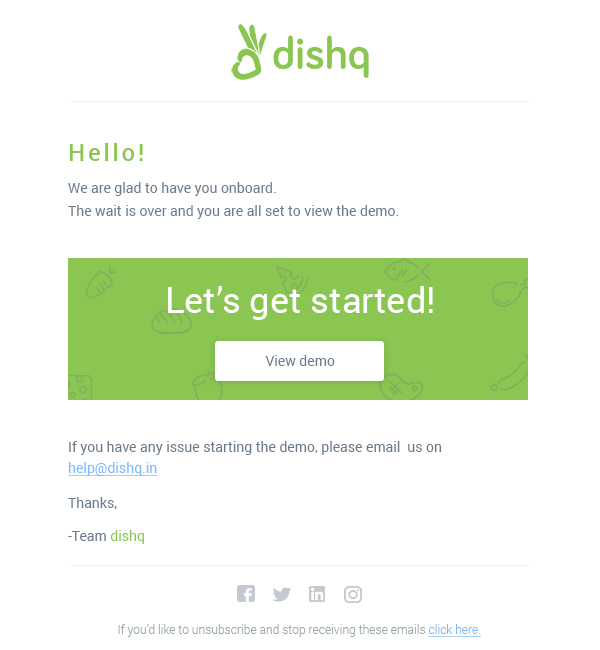 dishq
Hello!
We are glad to have you onboard.
The wait is over and you are all set to view the demo.
Let’s get started!
View demo
If you have any issue starting the demo, please email  us on
help@dishq.in
Thanks,
-Team dishq
If you'd like to unsubscribe and stop receiving these emails click here.